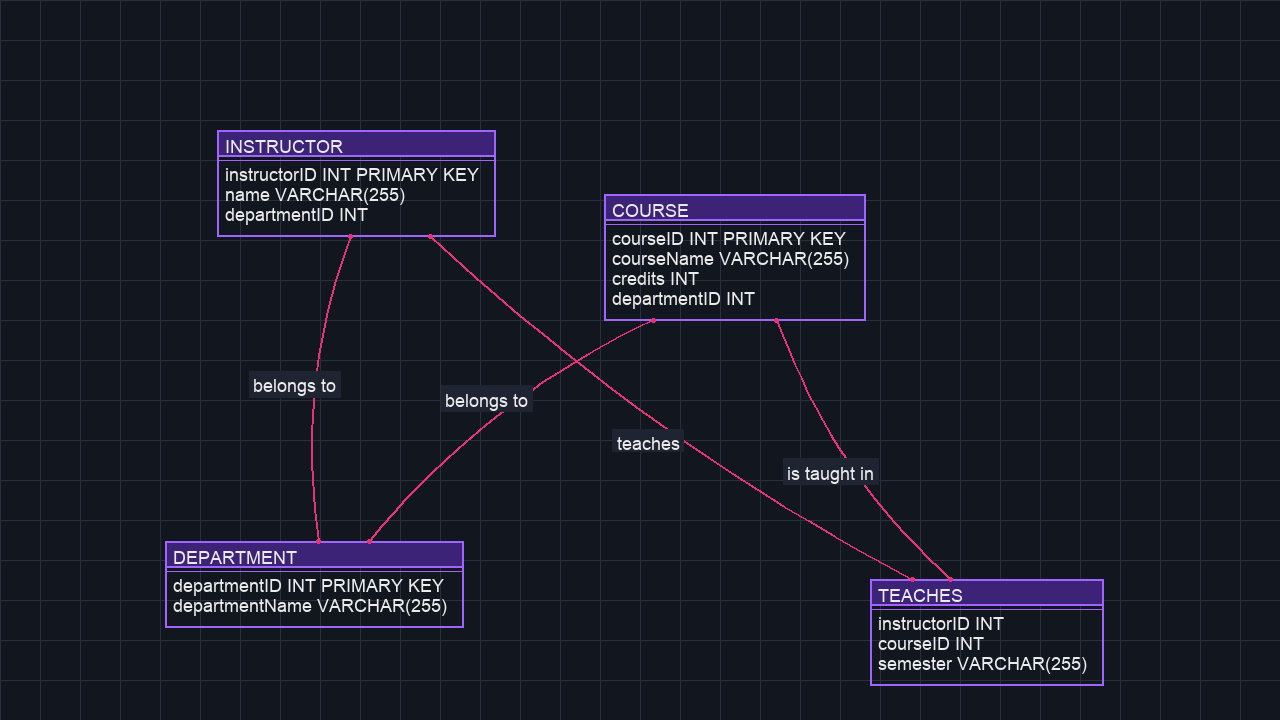 INSTRUCTOR
instructorID INT PRIMARY KEY
name VARCHAR(255)
departmentID INT
COURSE
courseID INT PRIMARY KEY
courseName VARCHAR(255)
credits INT
departmentID INT
belongs to
belongs to
teaches
is taught in
DEPARTMENT
departmentID INT PRIMARY KEY
departmentName VARCHAR(255)
TEACHES
instructorID INT
courseID INT
semester VARCHAR(255)